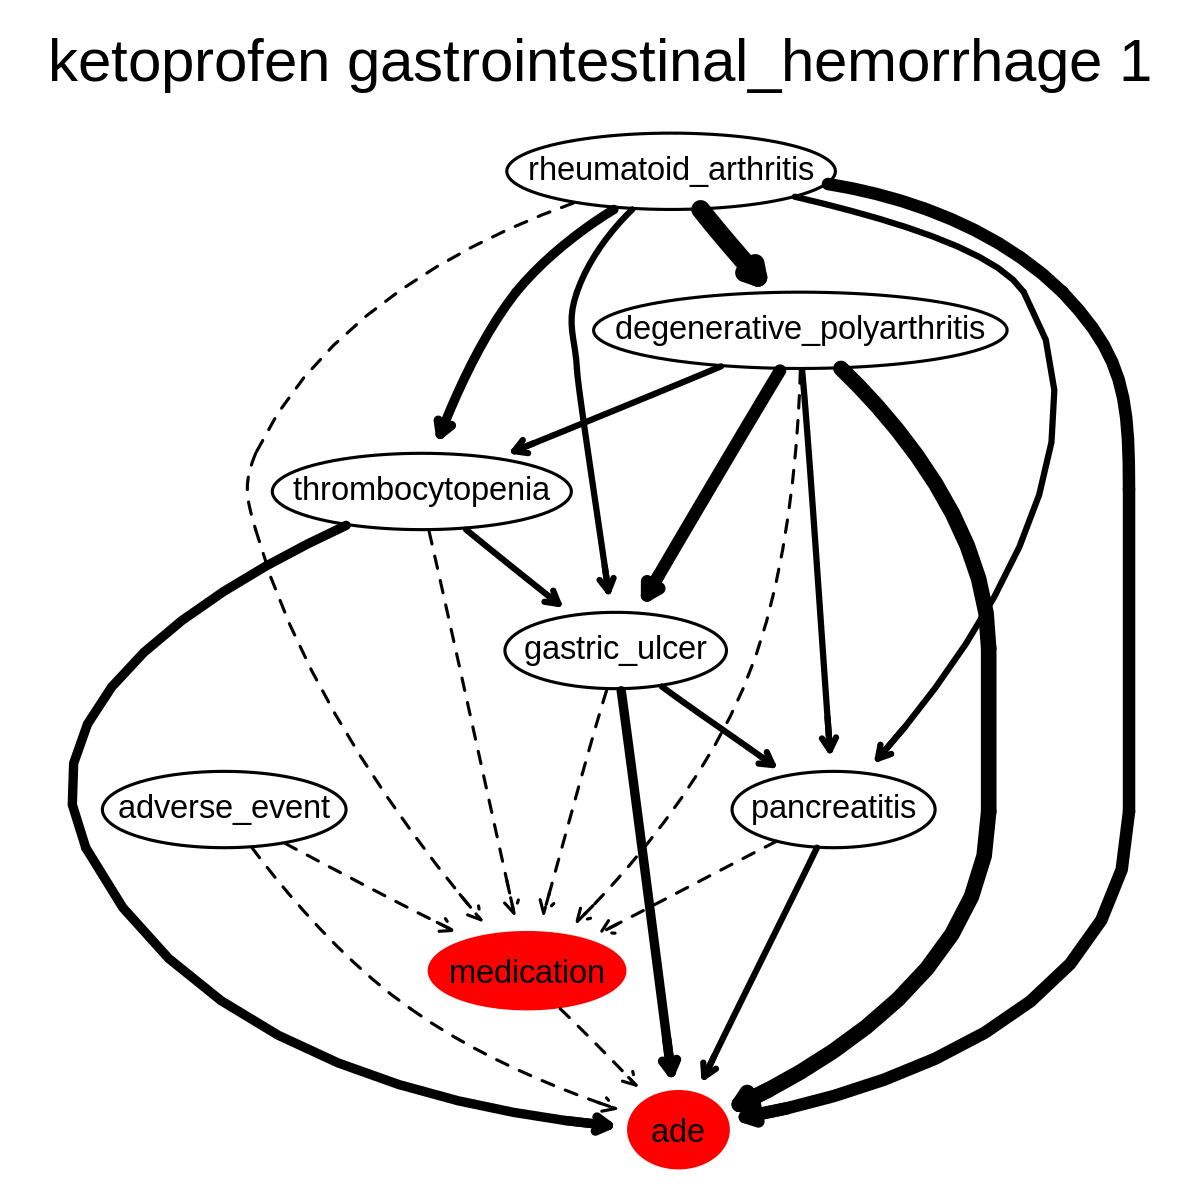 ketoprofen gastrointestinal_hemorrhage 1
rheumatoid_arthritis
degenerative_polyarthritis
thrombocytopenia
gastric_ulcer
adverse_event
pancreatitis
medication
ade